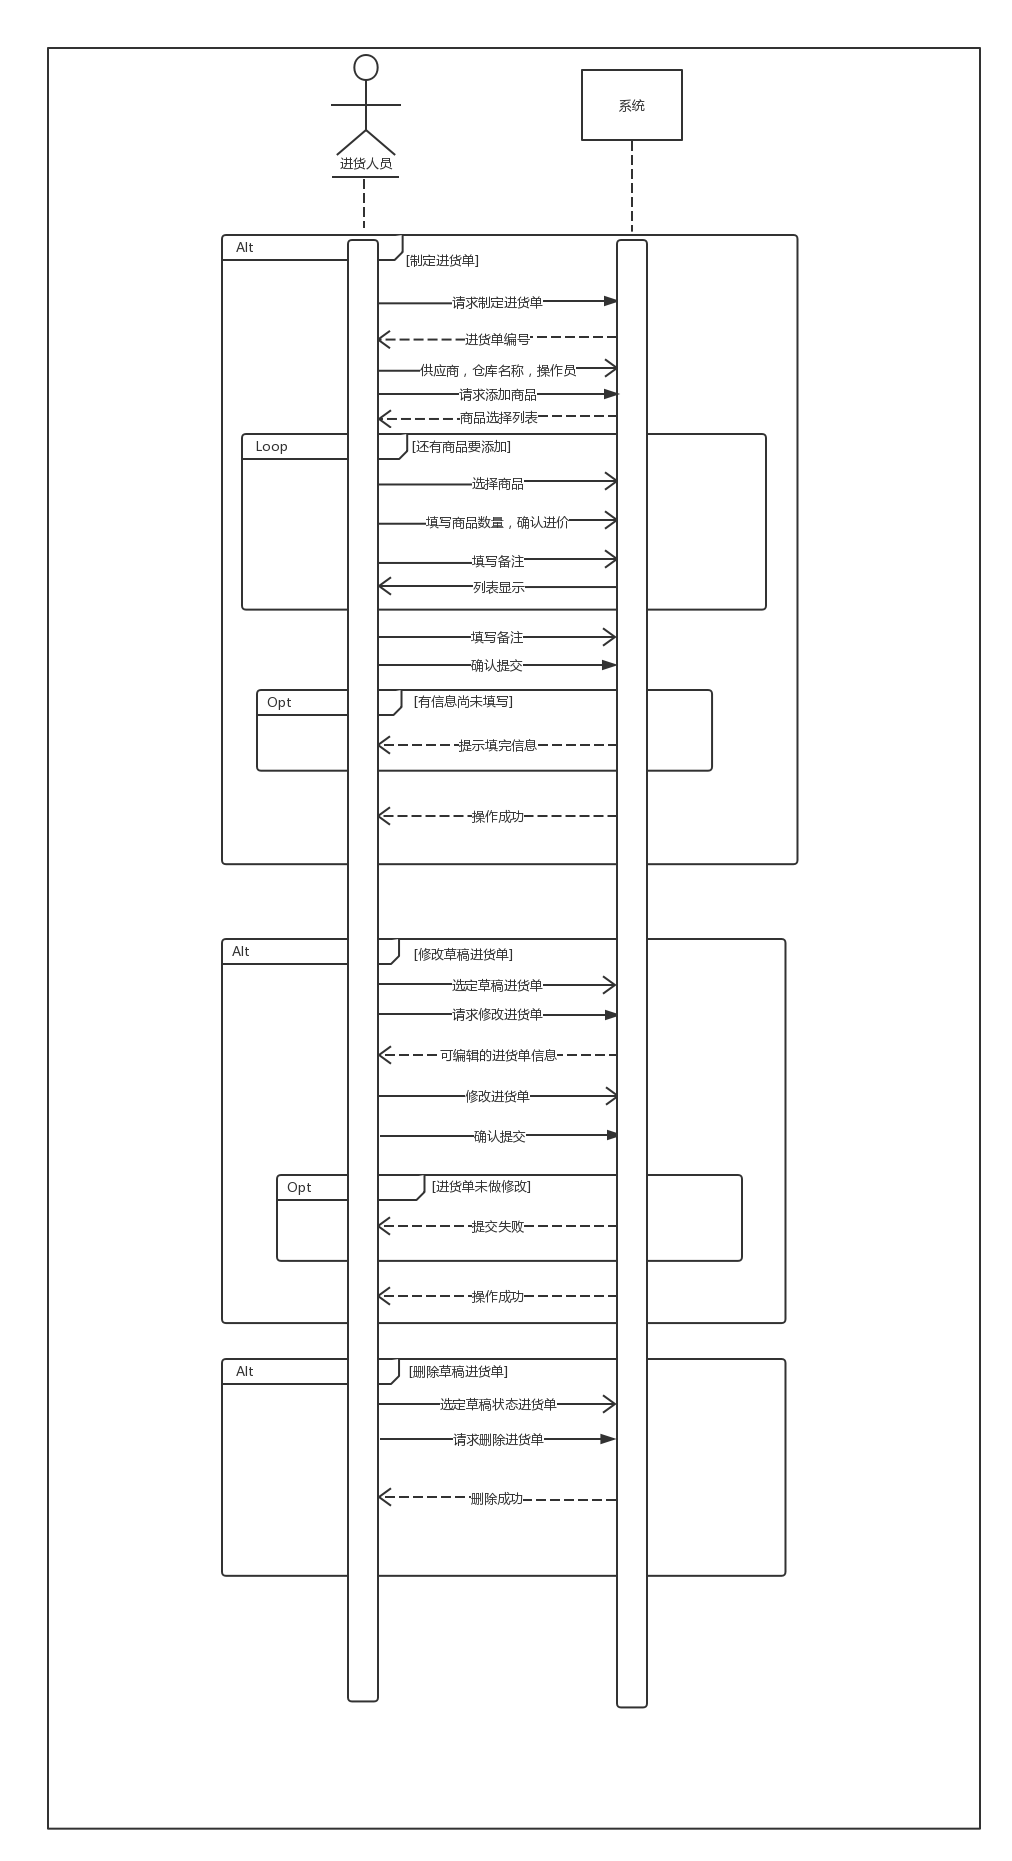 系统
进货人员
Alt
[制定进货单]
请求制定进货单
进货单编号
供应商，仓库名称，操作员
请求添加商品
商品选择列表
Loop
[还有商品要添加]
选择商品
填写商品数量，确认进价
填写备注
列表显示
填写备注
确认提交
Opt
[有信息尚未填写]
提示填完信息
操作成功
Alt
[修改草稿进货单]
选定草稿进货单
请求修改进货单
可编辑的进货单信息
修改进货单
确认提交
Opt
[进货单未做修改]
提交失败
操作成功
Alt
[删除草稿进货单]
选定草稿状态进货单
请求删除进货单
删除成功